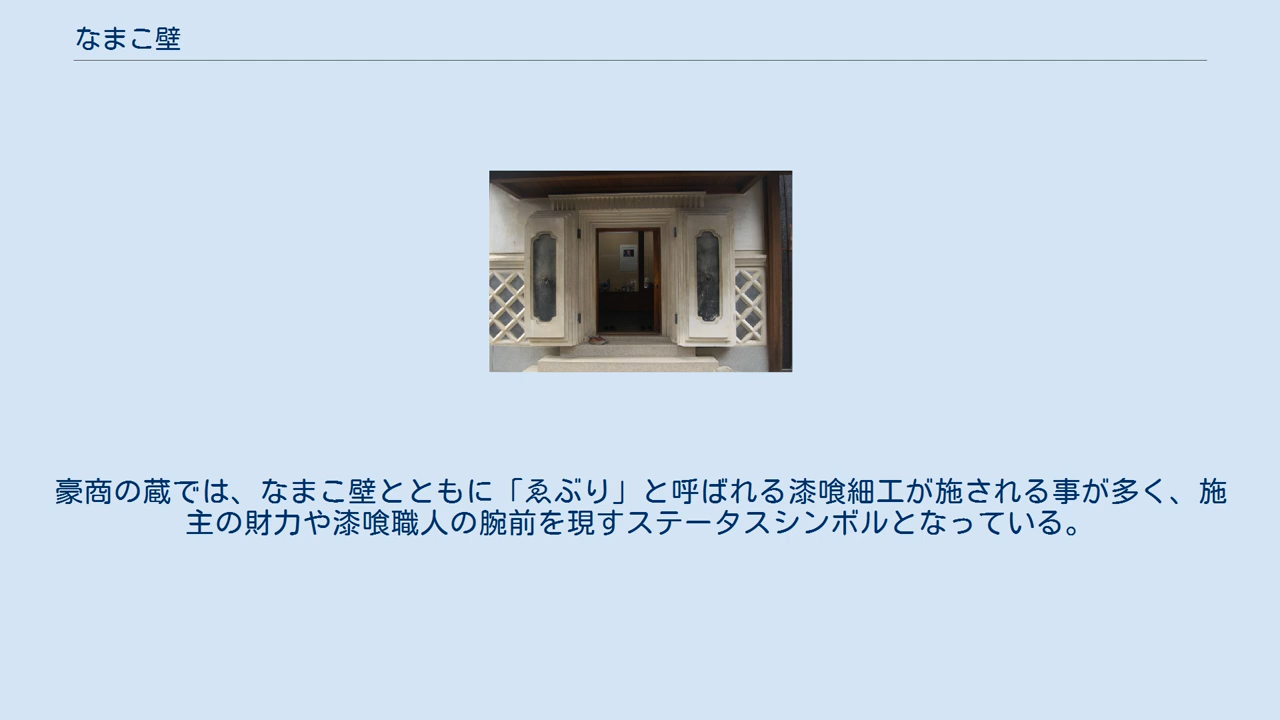 なまこ壁
豪商の蔵では、なまこ壁とともに「ゑぶり」と呼ばれる漆喰細工が施される事が多く、施
主の財力や漆喰職人の腕前を現すステータスシンボルとなっている。